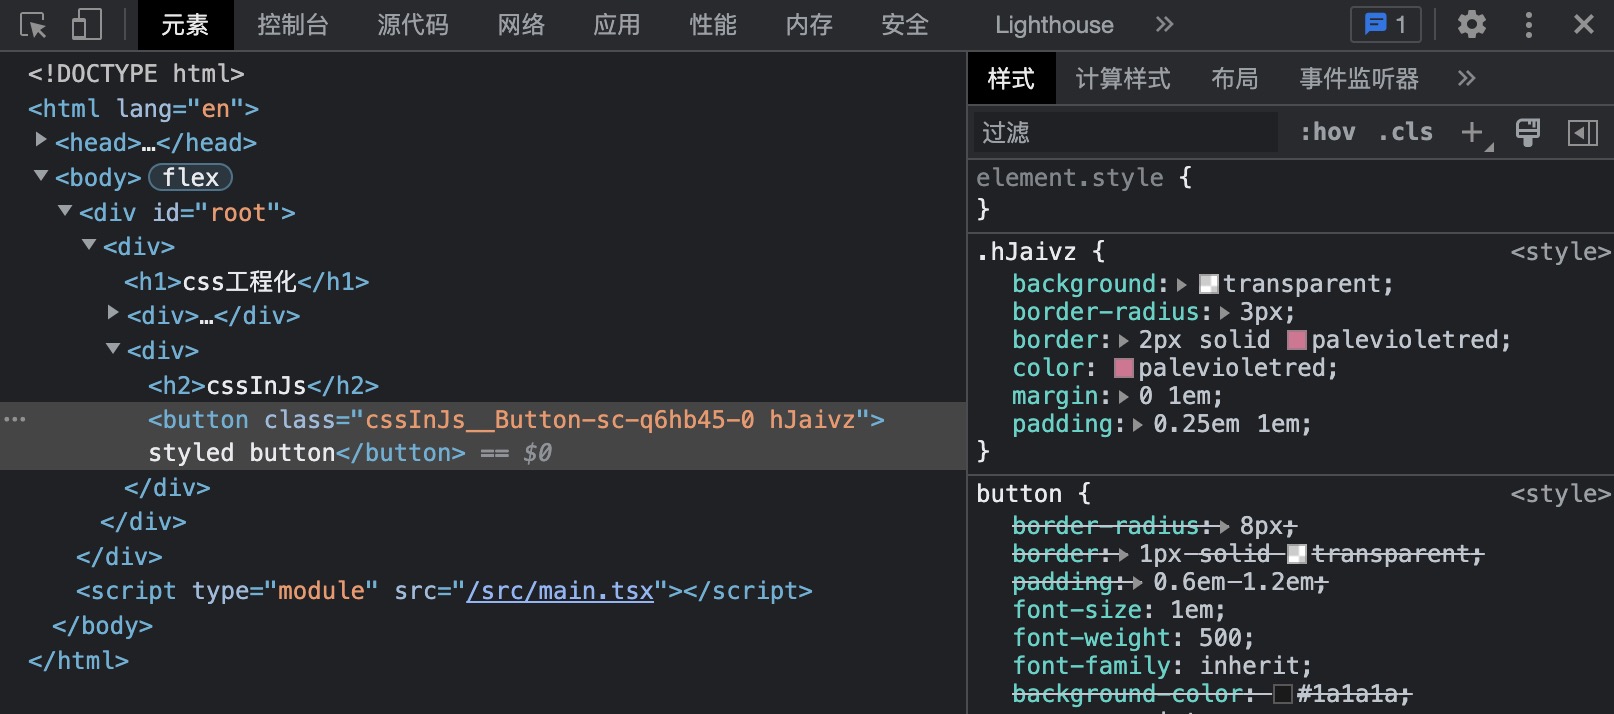 元素 控制台 源代码 网络 应用 性能 内存 安全 Lighthouse 1
<!DOCTYPE html>
<html lang="en">
<head>…</head>
<body> flex
<div id="root">
<div>
<h1>css工程化</h1>
<div>…</div>
<div>
<h2>cssInJs</h2>
<button class="cssInJs__Button-sc-q6hb45-0 hJaivz">
styled button</button> == $0
</div>
</div>
</div>
<script type="module" src="/src/main.tsx"></script>
</body>
</html>
样式 计算样式 布局 事件监听器
过滤 :hov .cls
element.style {
}
.hJaivz { <style>
background: transparent;
border-radius: 3px;
border: 2px solid palevioletred;
color: palevioletred;
margin: 0 1em;
padding: 0.25em 1em;
}
button { <style>
border-radius: 8px;
border: 1px solid transparent;
padding: 0.6em 1.2em;
font-size: 1em;
font-weight: 500;
font-family: inherit;
background-color: #1a1a1a;